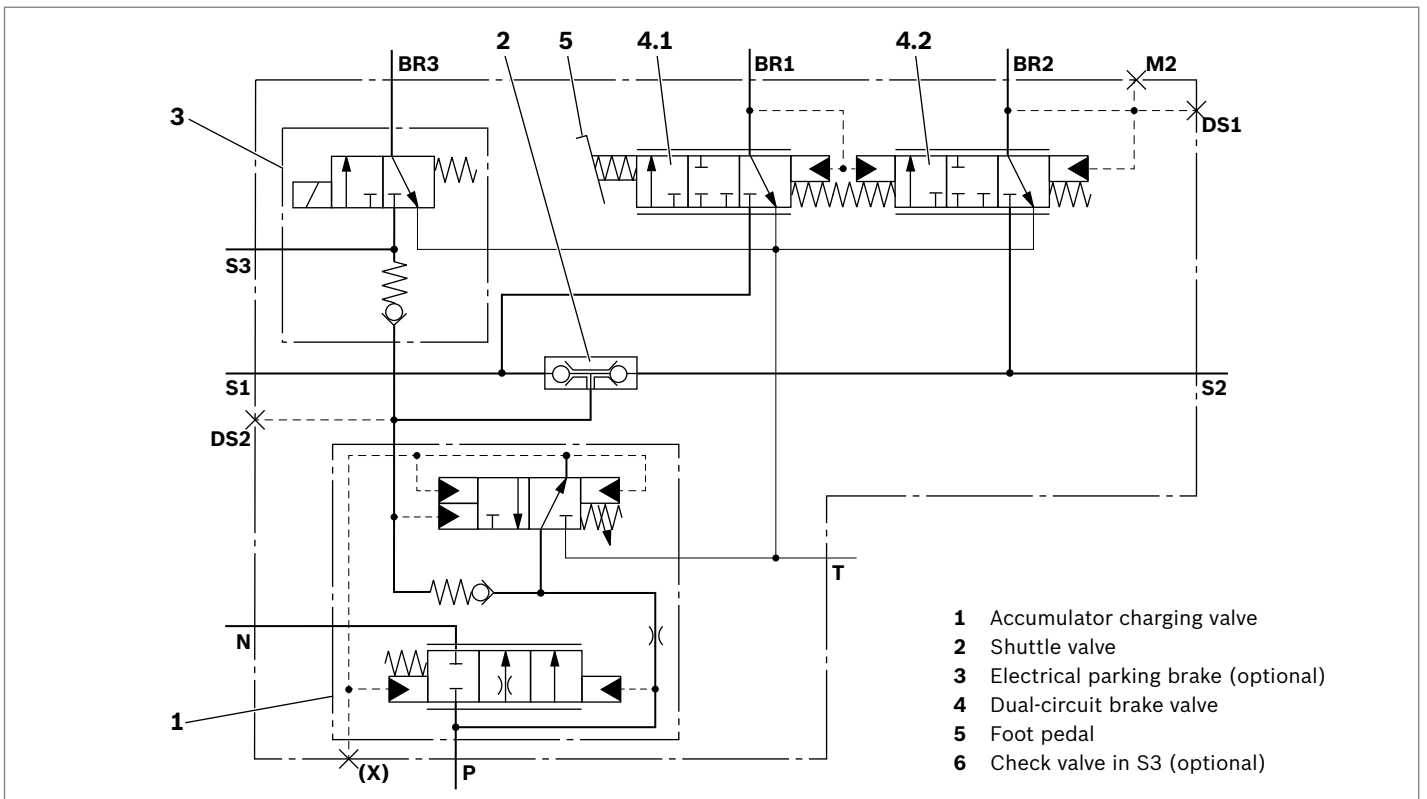 2 5 4.1 4.2
BR3 BR1 BR2 M2
3
DS1
S3
S1 S2
DS2
T
N
1
(X) P
1 Accumulator charging valve
2 Shuttle valve
3 Electrical parking brake (optional)
4 Dual-circuit brake valve
5 Foot pedal
6 Check valve in S3 (optional)